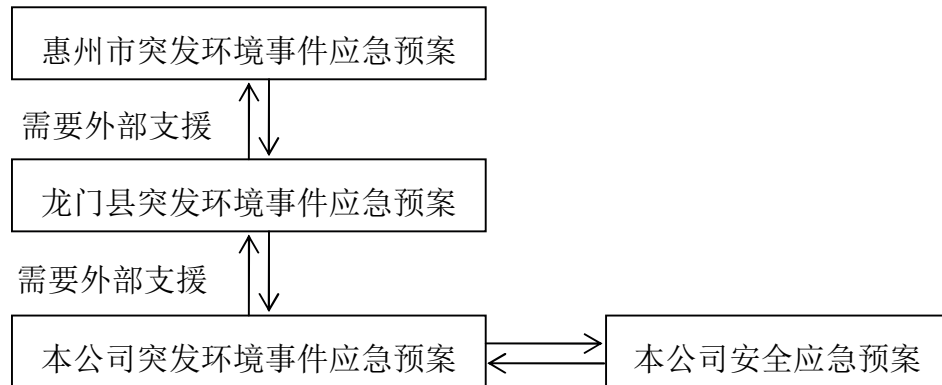 惠州市突发环境事件应急预案
需要外部支援
龙门县突发环境事件应急预案
需要外部支援
本公司突发环境事件应急预案
本公司安全应急预案